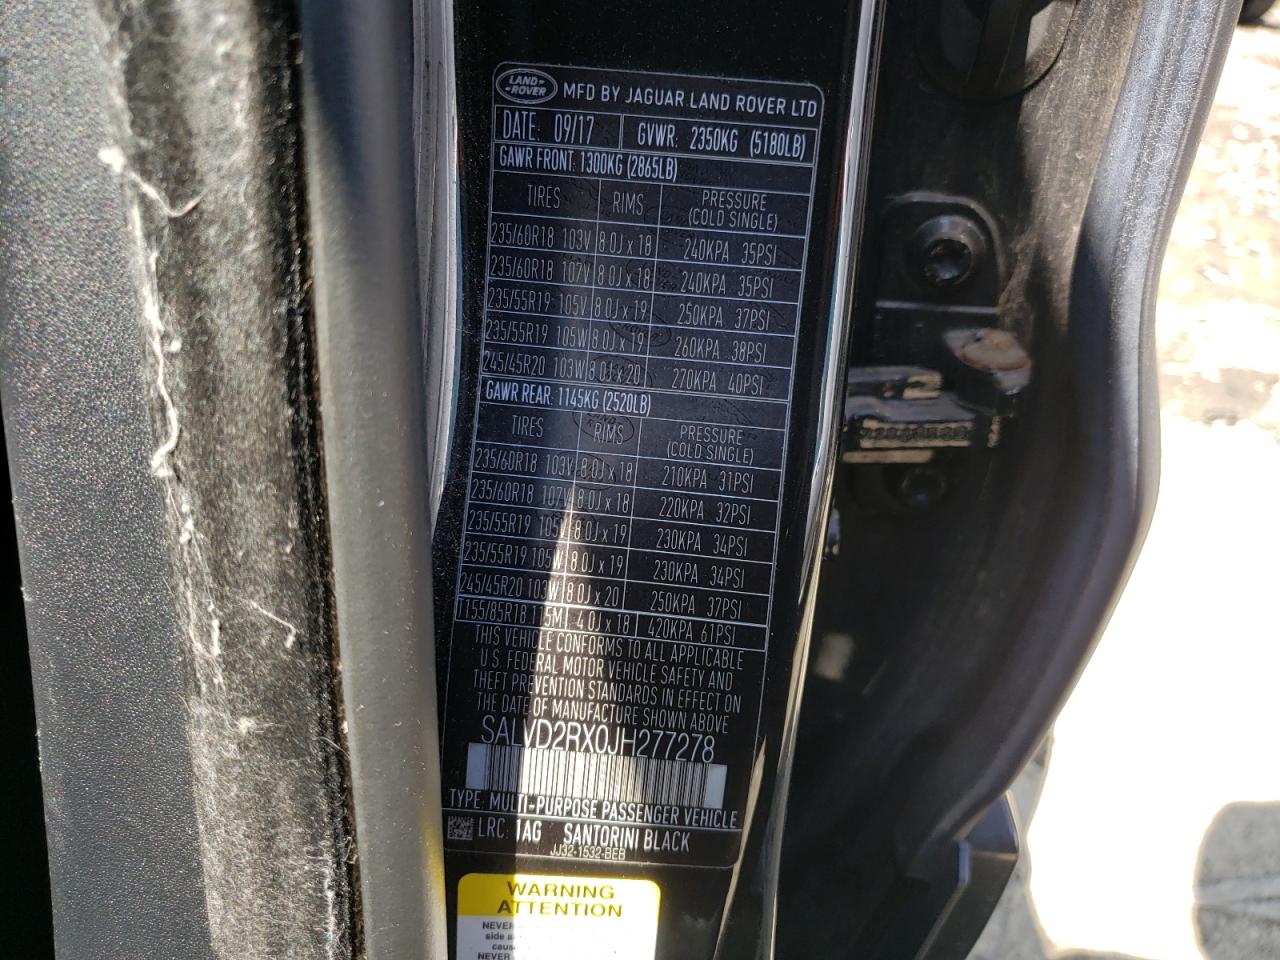 LAND-
-ROVER
MFD BY JAGUAR LAND ROVER LTD
DATE: 09/17 GVWR: 2350KG (5180LB)
GAWR FRONT: 1300KG (2865LB)
TIRES RIMS PRESSURE
(COLD SINGLE)
235/60R18 103V 8.0J x 18 240KPA 35PSI
235/60R18 107V 8.0J x 18 240KPA 35PSI
235/55R19 105V 8.0J x 19 250KPA 37PSI
235/55R19 105W 8.0J x 19 260KPA 38PSI
245/45R20 103W 8.0J x 20 270KPA 40PSI
GAWR REAR: 1145KG (2520LB)
TIRES RIMS PRESSURE
(COLD SINGLE)
235/60R18 103V 8.0J x 18 210KPA 31PSI
235/60R18 107V 8.0J x 18 220KPA 32PSI
235/55R19 105V 8.0J x 19 230KPA 34PSI
235/55R19 105W 8.0J x 19 230KPA 34PSI
245/45R20 103W 8.0J x 20 250KPA 37PSI
T155/85R18 115M 4.0J x 18 420KPA 61PSI
THIS VEHICLE CONFORMS TO ALL APPLICABLE
U.S. FEDERAL MOTOR VEHICLE SAFETY AND
THEFT PREVENTION STANDARDS IN EFFECT ON
THE DATE OF MANUFACTURE SHOWN ABOVE
SALVD2RX0JH277278
TYPE: MULTI-PURPOSE PASSENGER VEHICLE
LRC: 1AG SANTORINI BLACK
JJ32-1532-BEB
WARNING
ATTENTION
NEVER
side
NEVER